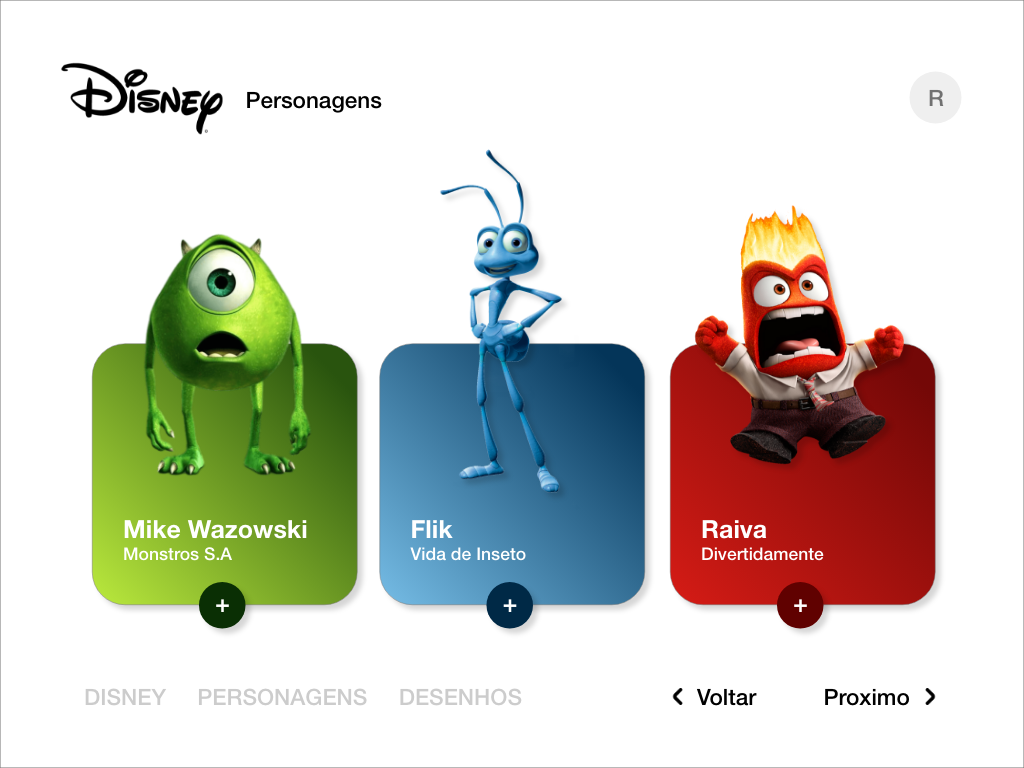 Disney
Personagens
R
Mike Wazowski
Monstros S.A
+
Flik
Vida de Inseto
+
Raiva
Divertidamente
+
DISNEY PERSONAGENS DESENHOS
Voltar
Proximo